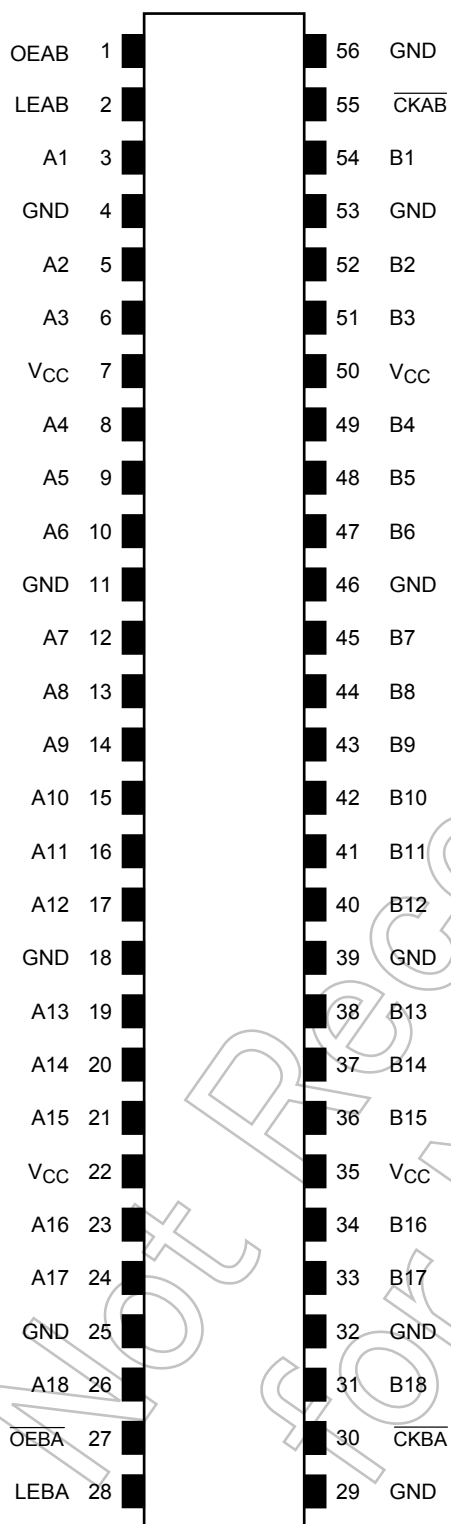 OEAB 1 56 GND
LEAB 2 55 CKAB
A1 3 54 B1
GND 4 53 GND
A2 5 52 B2
A3 6 51 B3
VCC 7 50 VCC
A4 8 49 B4
A5 9 48 B5
A6 10 47 B6
GND 11 46 GND
A7 12 45 B7
A8 13 44 B8
A9 14 43 B9
A10 15 42 B10
A11 16 41 B11
A12 17 40 B12
GND 18 39 GND
A13 19 38 B13
A14 20 37 B14
A15 21 36 B15
VCC 22 35 VCC
A16 23 34 B16
A17 24 33 B17
GND 25 32 GND
A18 26 31 B18
OEBA 27 30 CKBA
LEBA 28 29 GND
Not
for